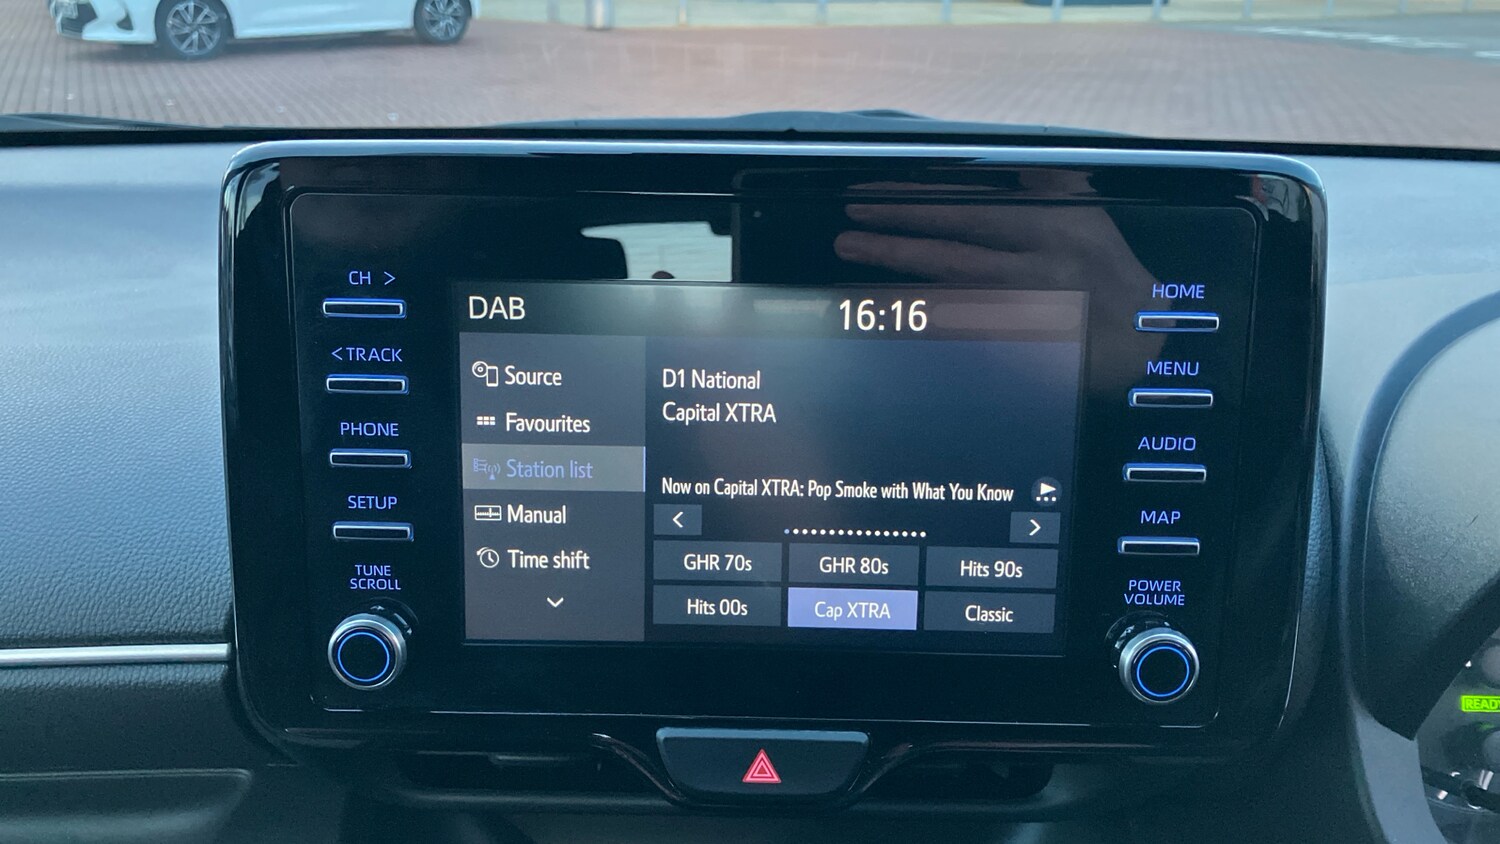 CH >
< TRACK
PHONE
SETUP
TUNE
SCROLL
DAB
16:16
Source
Favourites
Station list
Manual
Time shift
D1 National
Capital XTRA
Now on Capital XTRA: Pop Smoke with What You Know
< >
GHR 70s GHR 80s Hits 90s
Hits 00s Cap XTRA Classic
HOME
MENU
AUDIO
MAP
POWER
VOLUME
READY